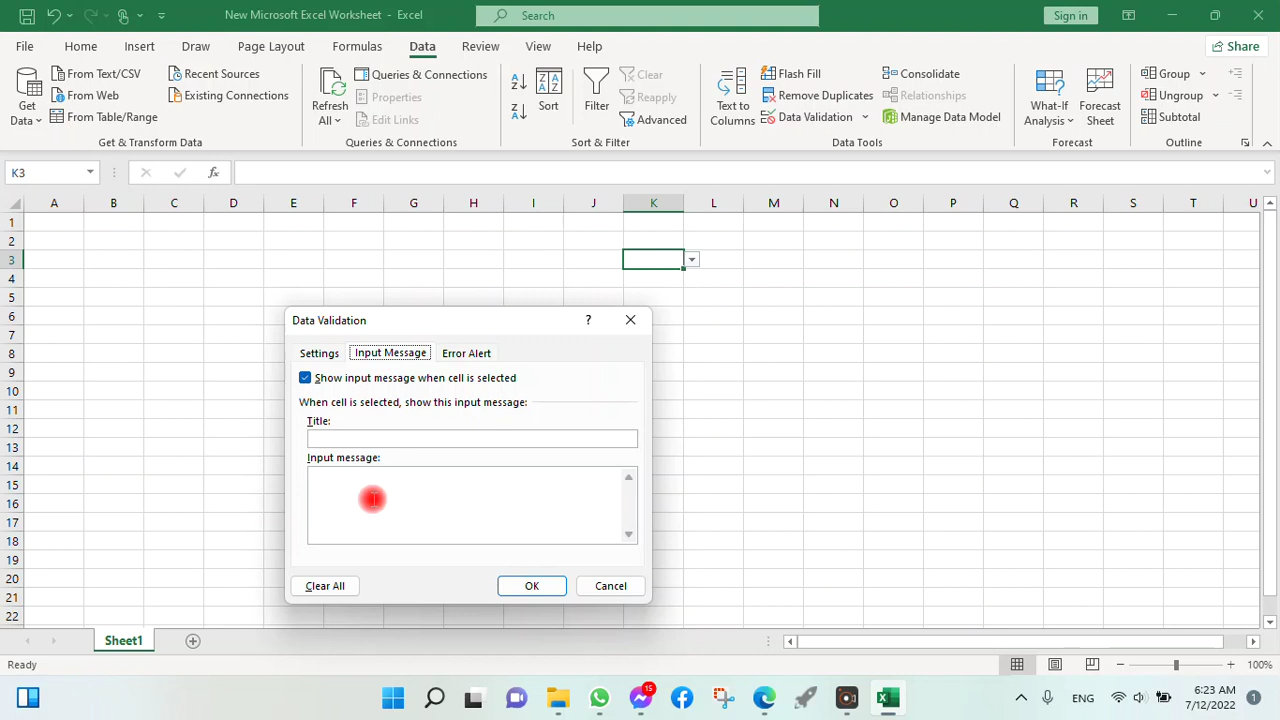 New Microsoft Excel Worksheet - Excel
Search
Sign in
File Home Insert Draw Page Layout Formulas Data Review View Help Share
Get Data
From Text/CSV
From Web
From Table/Range
Recent Sources
Existing Connections
Get & Transform Data
Refresh All
Queries & Connections
Properties
Edit Links
Queries & Connections
Sort
Filter
Clear
Reapply
Advanced
Sort & Filter
Text to Columns
Flash Fill
Remove Duplicates
Data Validation
Consolidate
Relationships
Manage Data Model
Data Tools
What-If Analysis
Forecast Sheet
Forecast
Group
Ungroup
Subtotal
Outline
K3
fx
A B C D E F G H I J K L M N O P Q R S T U
1
2
3
4
5
6
7
8
9
10
11
12
13
14
15
16
17
18
19
20
21
22
Data Validation
?
Settings Input Message Error Alert
Show input message when cell is selected
When cell is selected, show this input message:
Title:
Input message:
Clear All OK Cancel
Sheet1
Ready
100%
15
ENG
6:23 AM
7/12/2022
1